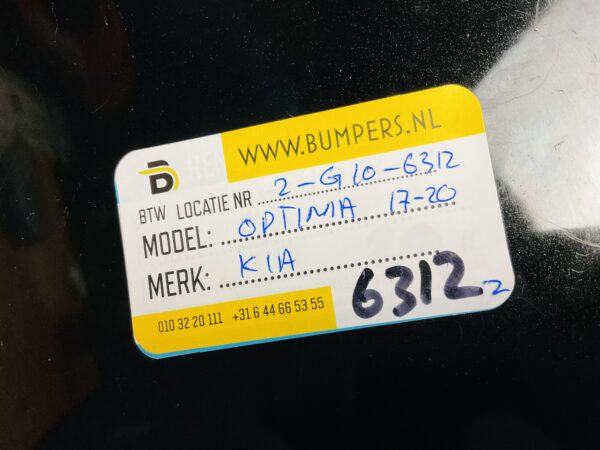 WWW.BUMPERS.NL
BTW LOCATIE NR 2-G10-6312
MODEL: OPTIMA 17-20
MERK: KIA
010 32 20 111 +31 6 44 66 53 55
6312 2